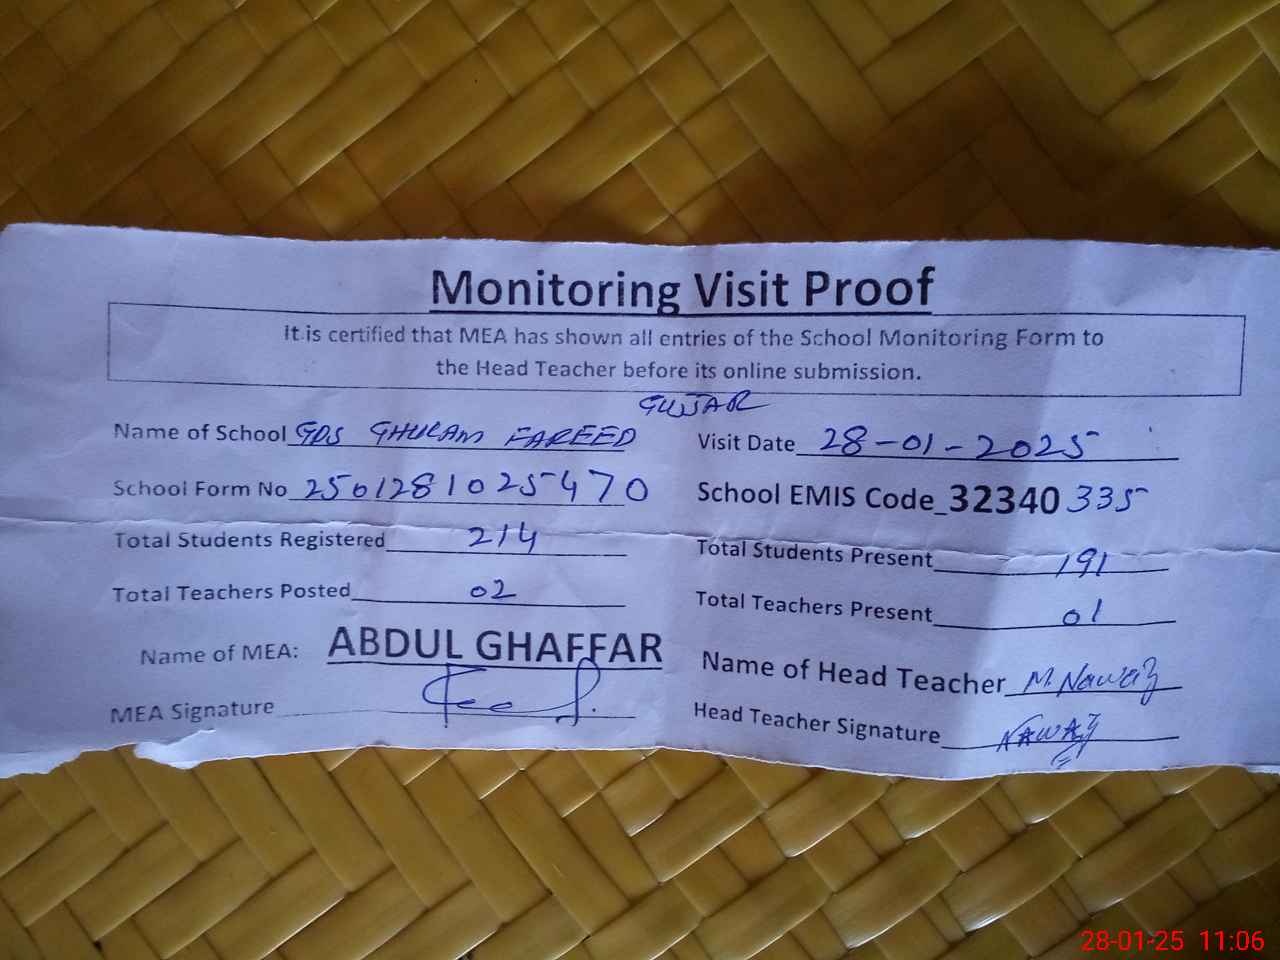 Monitoring Visit Proof
It is certified that MEA has shown all entries of the School Monitoring Form to
the Head Teacher before its online submission.
GUJJAR
Name of School GPS GHULAM FAREED Visit Date 28-01-2025
School Form No 2501281025470 School EMIS Code_32340335
Total Students Registered 214 Total Students Present 191
Total Teachers Posted 02 Total Teachers Present 01
Name of MEA: ABDUL GHAFFAR Name of Head Teacher M. Nawaz
MEA Signature Head Teacher Signature NAWAZ
28-01-25 11:06